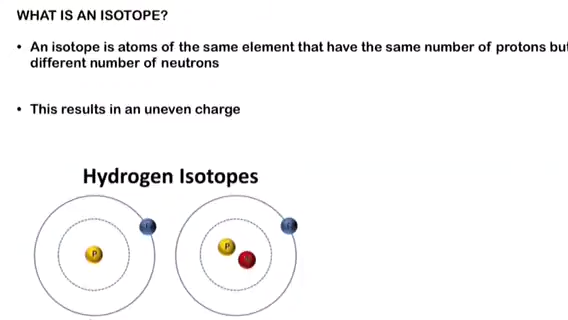 WHAT IS AN ISOTOPE?
• An isotope is atoms of the same element that have the same number of protons but
different number of neutrons
• This results in an uneven charge
Hydrogen Isotopes
P
P